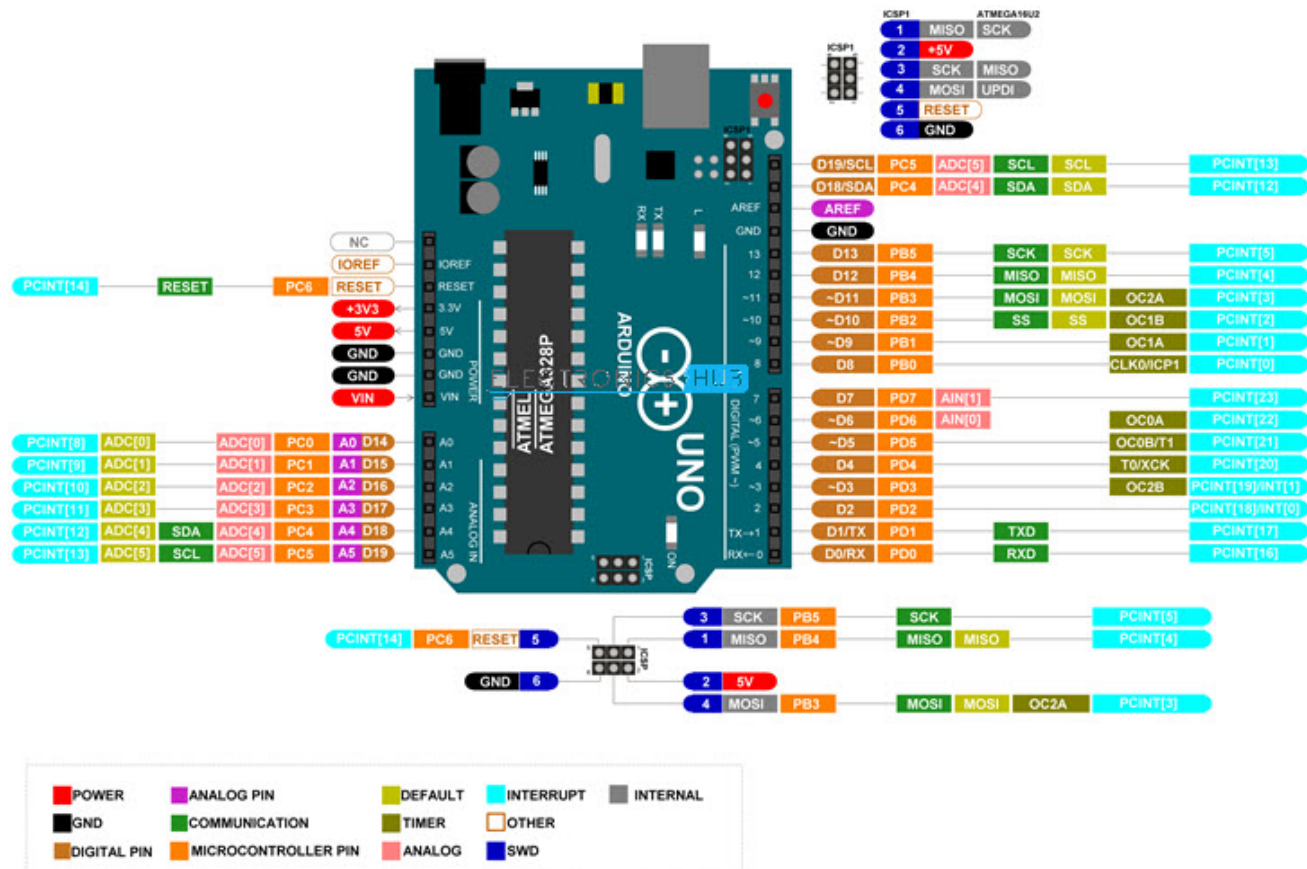 ICSP1 ATMEGA16U2
1 MISO SCK
2 +5V
3 SCK MISO
4 MOSI UPDI
5 RESET
6 GND
ICSP1
ICSP1
D19/SCL PC5 ADC[5] SCL SCL PCINT[13]
D18/SDA PC4 ADC[4] SDA SDA PCINT[12]
AREF AREF
GND GND
13 D13 PB5 SCK SCK PCINT[5]
12 D12 PB4 MISO MISO PCINT[4]
~11 ~D11 PB3 MOSI MOSI OC2A PCINT[3]
~10 ~D10 PB2 SS SS OC1B PCINT[2]
~9 ~D9 PB1 OC1A PCINT[1]
8 D8 PB0 CLK0/ICP1 PCINT[0]
7 D7 PD7 AIN[1] PCINT[23]
~6 ~D6 PD6 AIN[0] OC0A PCINT[22]
~5 ~D5 PD5 OC0B/T1 PCINT[21]
4 D4 PD4 T0/XCK PCINT[20]
~3 ~D3 PD3 OC2B PCINT[19]/INT[1]
2 D2 PD2 PCINT[18]/INT[0]
TX→1 D1/TX PD1 TXD PCINT[17]
RX←0 D0/RX PD0 RXD PCINT[16]
RX TX L
NC
IOREF IOREF
PCINT[14] RESET PC6 RESET RESET
+3V3 3.3V
5V 5V
GND GND
GND GND
VIN VIN
POWER
PCINT[8] ADC[0] ADC[0] PC0 A0 D14 A0
PCINT[9] ADC[1] ADC[1] PC1 A1 D15 A1
PCINT[10] ADC[2] ADC[2] PC2 A2 D16 A2
PCINT[11] ADC[3] ADC[3] PC3 A3 D17 A3
PCINT[12] ADC[4] SDA ADC[4] PC4 A4 D18 A4
PCINT[13] ADC[5] SCL ADC[5] PC5 A5 D19 A5
ANALOG IN
ATMEL
ATMEGA328P
ARDUINO
UNO
ELECTRONICS HUB
DIGITAL (PWM ~)
ON
ICSP
3 SCK PB5 SCK PCINT[5]
PCINT[14] PC6 RESET 5
1 MISO PB4 MISO MISO PCINT[4]
ICSP
GND 6
2 5V
4 MOSI PB3 MOSI MOSI OC2A PCINT[3]
POWER ANALOG PIN DEFAULT INTERRUPT INTERNAL
GND COMMUNICATION TIMER OTHER
DIGITAL PIN MICROCONTROLLER PIN ANALOG SWD